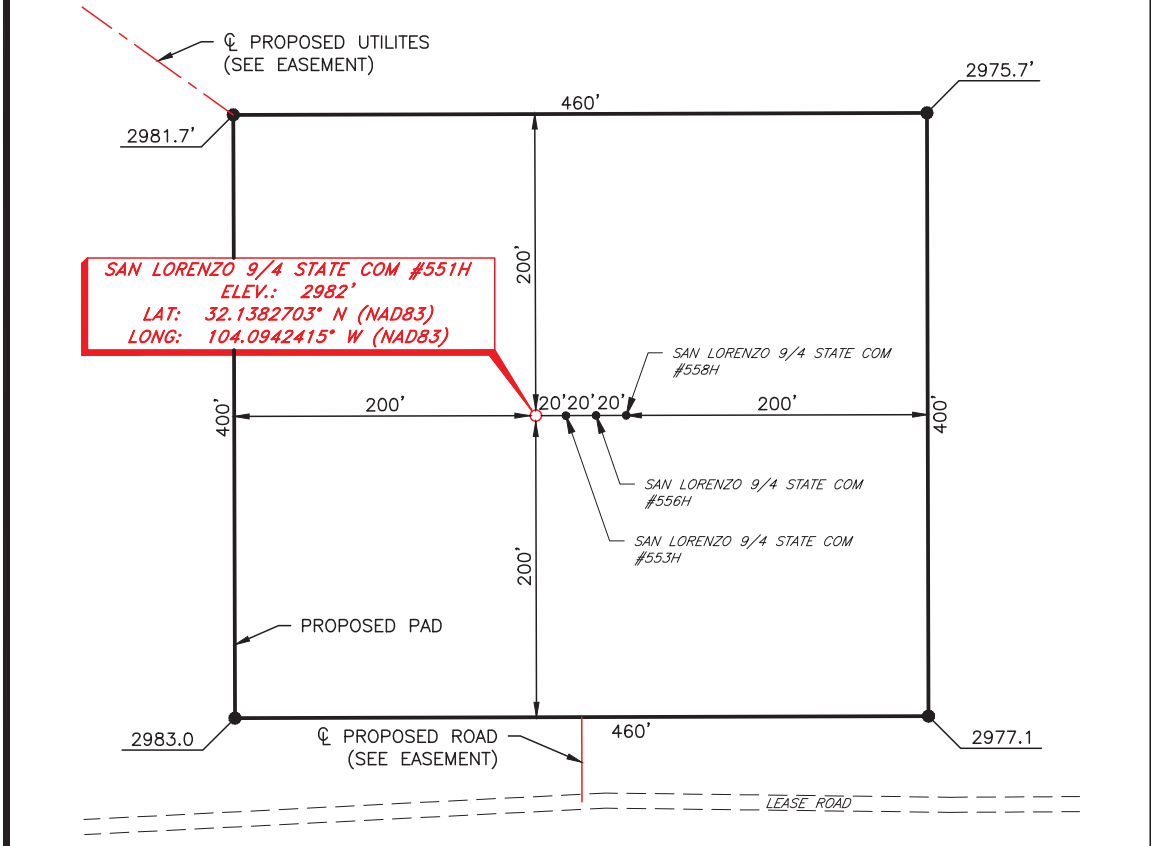 ℄ PROPOSED UTILITES
(SEE EASEMENT)
2975.7'
460'
2981.7'
200'
SAN LORENZO 9/4 STATE COM #551H
ELEV.: 2982'
LAT: 32.1382703° N (NAD83)
LONG: 104.0942415° W (NAD83)
SAN LORENZO 9/4 STATE COM
#558H
400'
200'
20'
20'
20'
200'
400'
SAN LORENZO 9/4 STATE COM
#556H
SAN LORENZO 9/4 STATE COM
#553H
200'
PROPOSED PAD
2983.0
℄ PROPOSED ROAD
(SEE EASEMENT)
460'
2977.1
LEASE ROAD